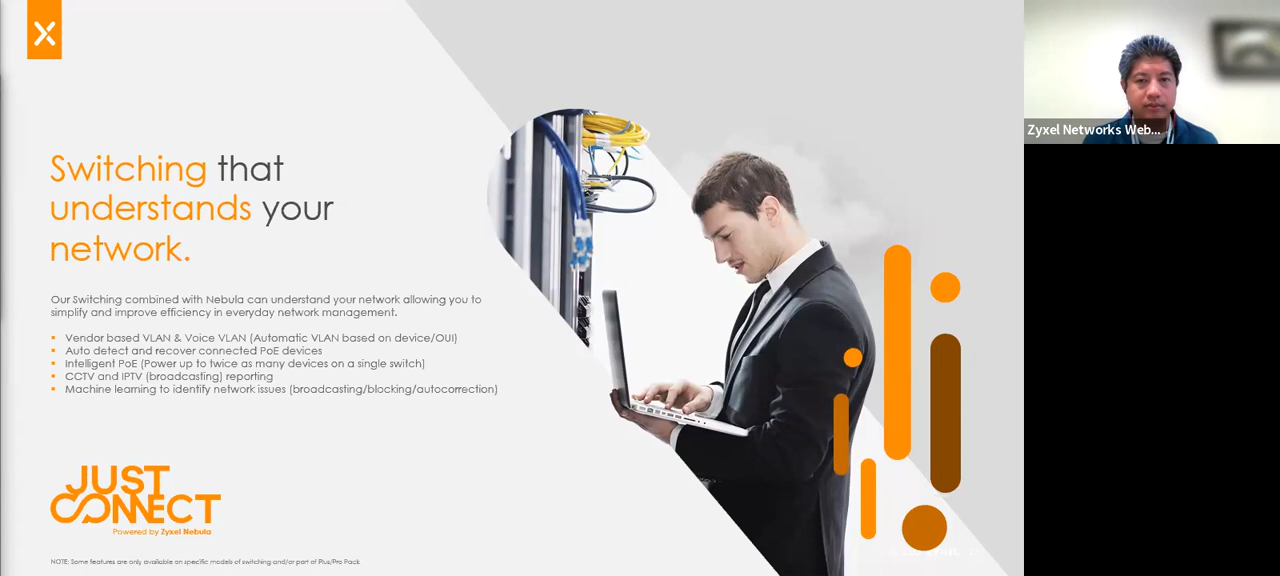 Switching that
understands your
network.
Our Switching combined with Nebula can understand your network allowing you to
simplify and improve efficiency in everyday network management.
Vendor based VLAN & Voice VLAN (Automatic VLAN based on device/OUI)
Auto detect and recover connected PoE devices
Intelligent PoE (Power up to twice as many devices on a single switch)
CCTV and IPTV (broadcasting) reporting
Machine learning to identify network issues (broadcasting/blocking/autocorrection)
JUST
CONNECT
Powered by Zyxel Nebula
NOTE: Some features are only available on specific models of switching and/or part of Plus/Pro Pack
Zyxel Networks Web...